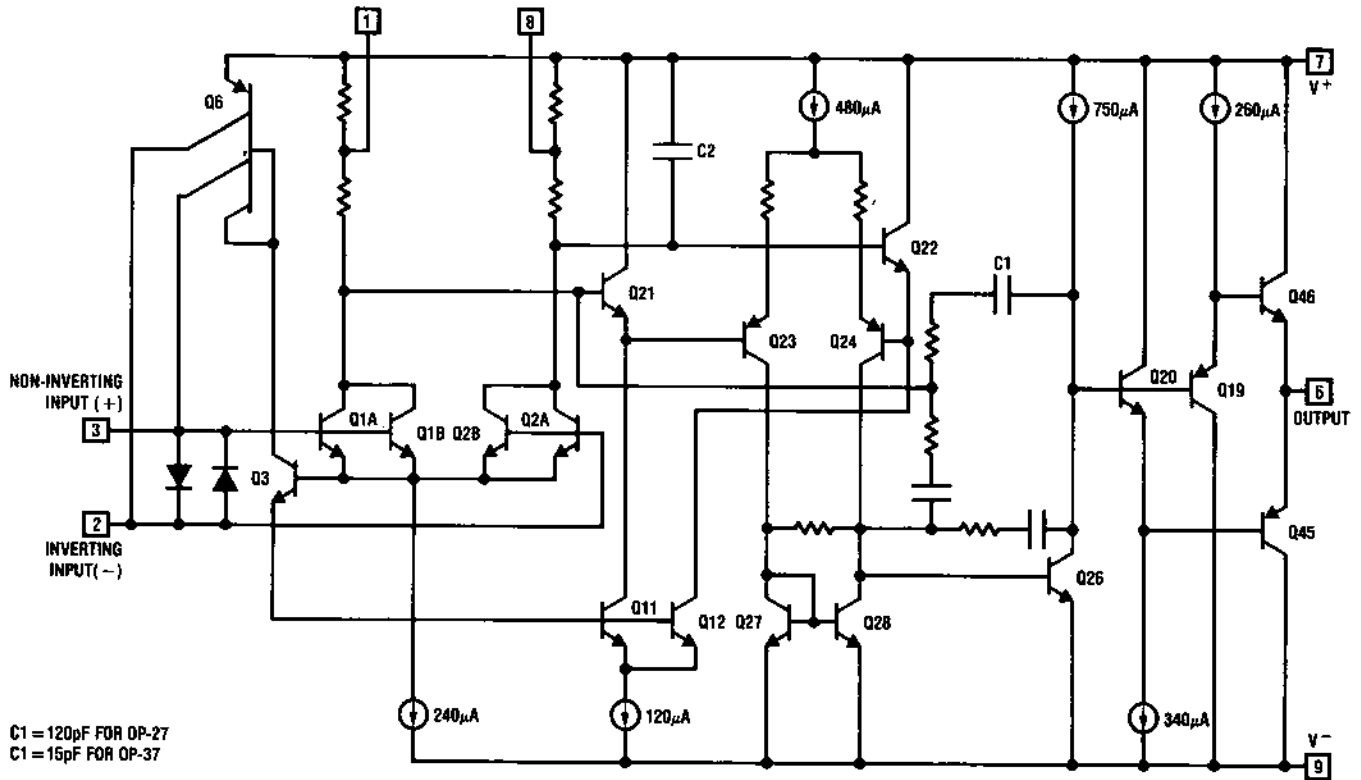 1
8
7
V+
Q6
480µA
750µA
260µA
C2
Q22
C1
Q21
Q46
Q23
Q24
Q20
Q19
NON-INVERTING
INPUT (+)
3
Q1A
Q1B
Q2B
Q2A
6
OUTPUT
Q3
2
INVERTING
INPUT(−)
Q45
Q26
Q11
Q12
Q27
Q28
240µA
120µA
340µA
C1 = 120pF FOR OP-27
C1 = 15pF FOR OP-37
V−
9